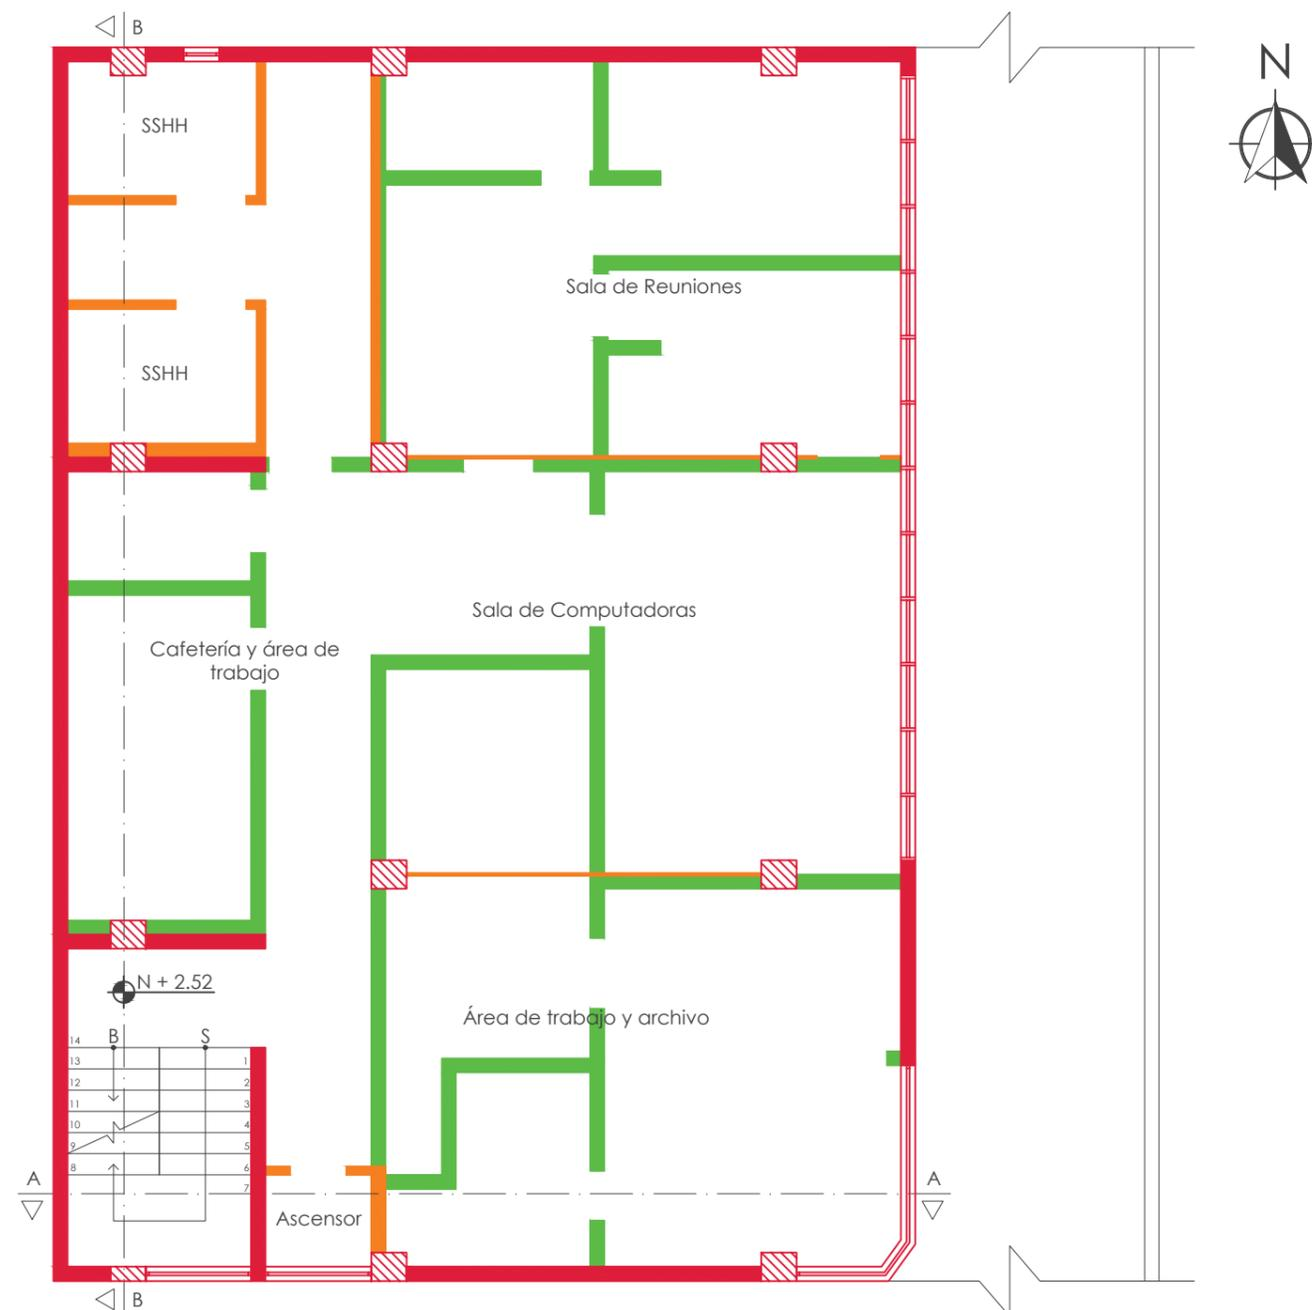 B
N
SSHH
Sala de Reuniones
SSHH
Sala de Computadoras
Cafetería y área de
trabajo
N + 2.52
Área de trabajo y archivo
B S
14
13 1
12 2
11 3
10 4
9 5
8 6
7
A A
Ascensor
B